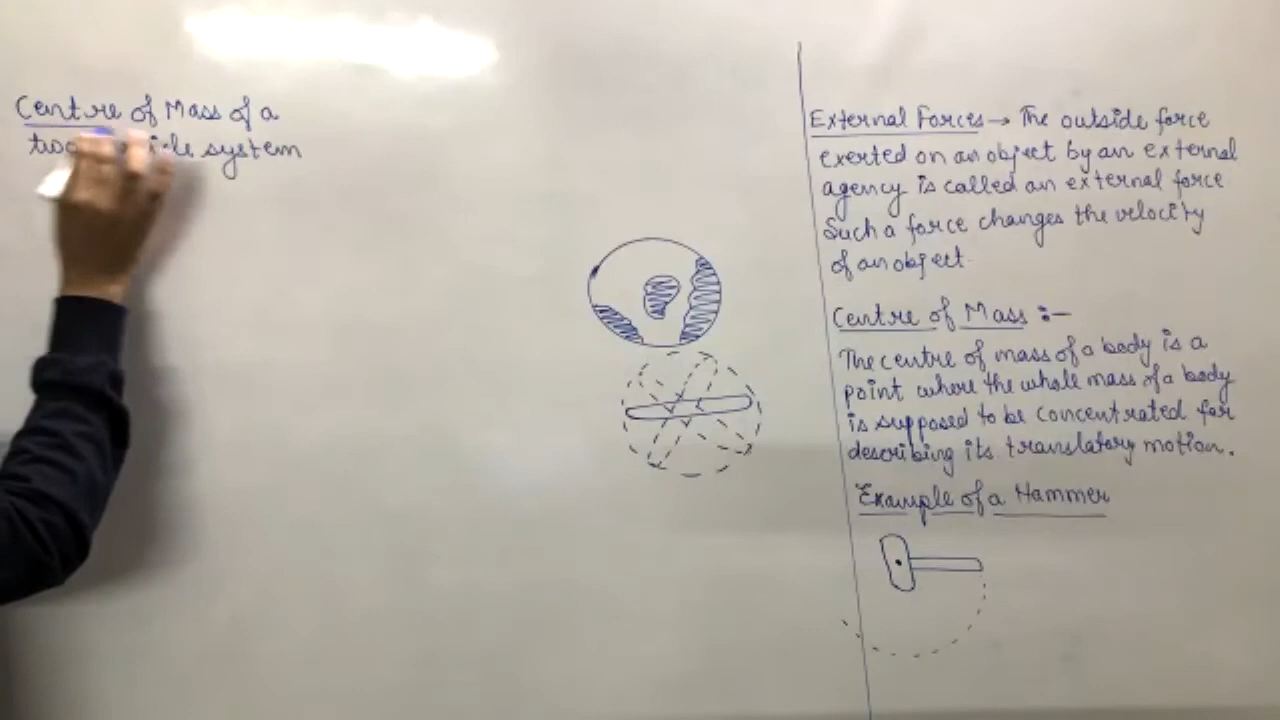 Centre of Mass of a
system
External Forces → The outside force
exerted on an object by an external
agency is called an external force
Such a force changes the velocity
of an object.
Centre of Mass :-
The centre of mass of a body is a
point where the whole mass of a body
is supposed to be concentrated for
describing its translatory motion.
Example of a Hammer